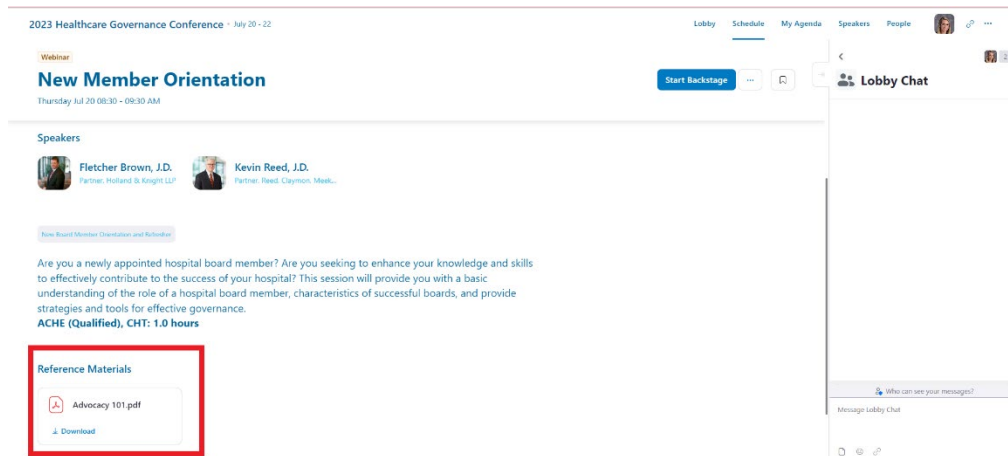 2023 Healthcare Governance Conference • July 20 - 22
Lobby Schedule My Agenda Speakers People
Webinar
New Member Orientation
Thursday Jul 20 08:30 - 09:30 AM
Start Backstage
Lobby Chat
Speakers
Fletcher Brown, J.D.
Partner, Holland & Knight LLP
Kevin Reed, J.D.
Partner, Reed, Claymon, Meek...
New Board Member Orientation and Refresher
Are you a newly appointed hospital board member? Are you seeking to enhance your knowledge and skills
to effectively contribute to the success of your hospital? This session will provide you with a basic
understanding of the role of a hospital board member, characteristics of successful boards, and provide
strategies and tools for effective governance.
ACHE (Qualified), CHT: 1.0 hours
Reference Materials
Advocacy 101.pdf
Download
Who can see your messages?
Message Lobby Chat